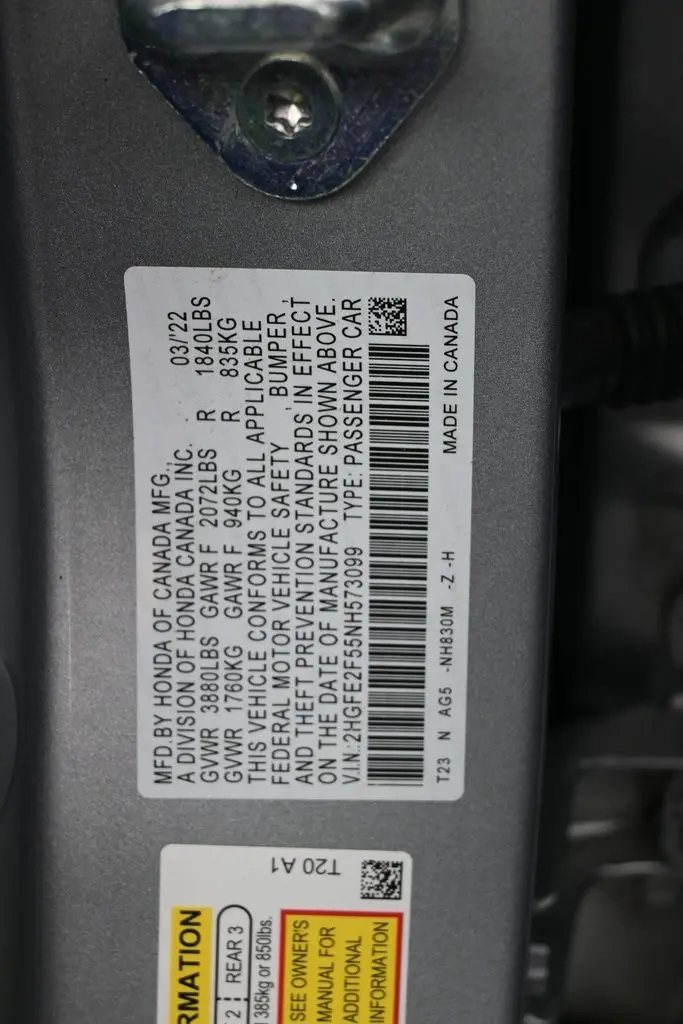 MFD.BY HONDA OF CANADA MFG.,
A DIVISION OF HONDA CANADA INC. 03/'22
GVWR 3880LBS GAWR F 2072LBS R 1840LBS
GVWR 1760KG GAWR F 940KG R 835KG
THIS VEHICLE CONFORMS TO ALL APPLICABLE
FEDERAL MOTOR VEHICLE SAFETY , BUMPER ,
AND THEFT PREVENTION STANDARDS IN EFFECT
ON THE DATE OF MANUFACTURE SHOWN ABOVE.
V.I.N.:2HGFE2F55NH573099 TYPE: PASSENGER CAR
T23 N AG5 -NH830M -Z -H MADE IN CANADA
T20 A1
RMATION
2 REAR 3
385kg or 850lbs.
SEE OWNER'S
MANUAL FOR
ADDITIONAL
INFORMATION